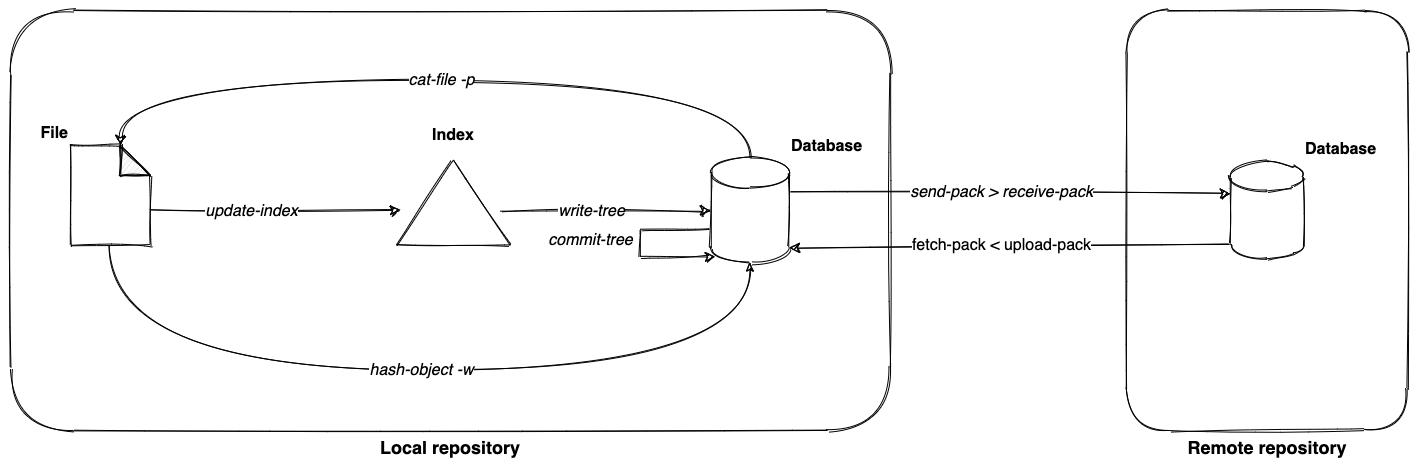 cat-file -p
File
Index
Database
Database
update-index
write-tree
send-pack > receive-pack
commit-tree
fetch-pack < upload-pack
hash-object -w
Local repository
Remote repository